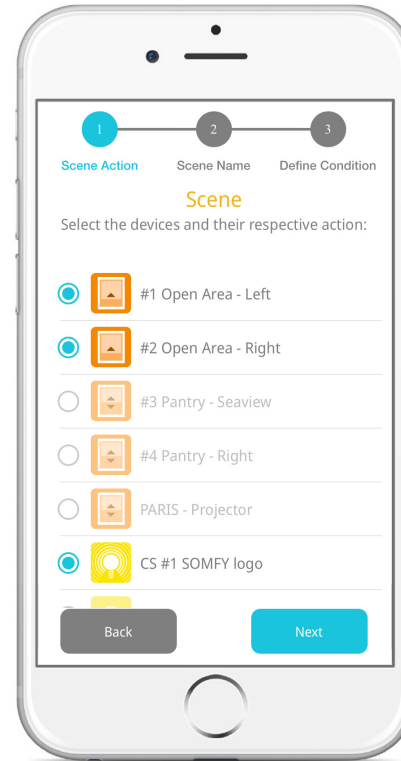 1 2 3
Scene Action Scene Name Define Condition
Scene
Select the devices and their respective action:
#1 Open Area - Left
#2 Open Area - Right
#3 Pantry - Seaview
#4 Pantry - Right
PARIS - Projector
CS #1 SOMFY logo
Back Next